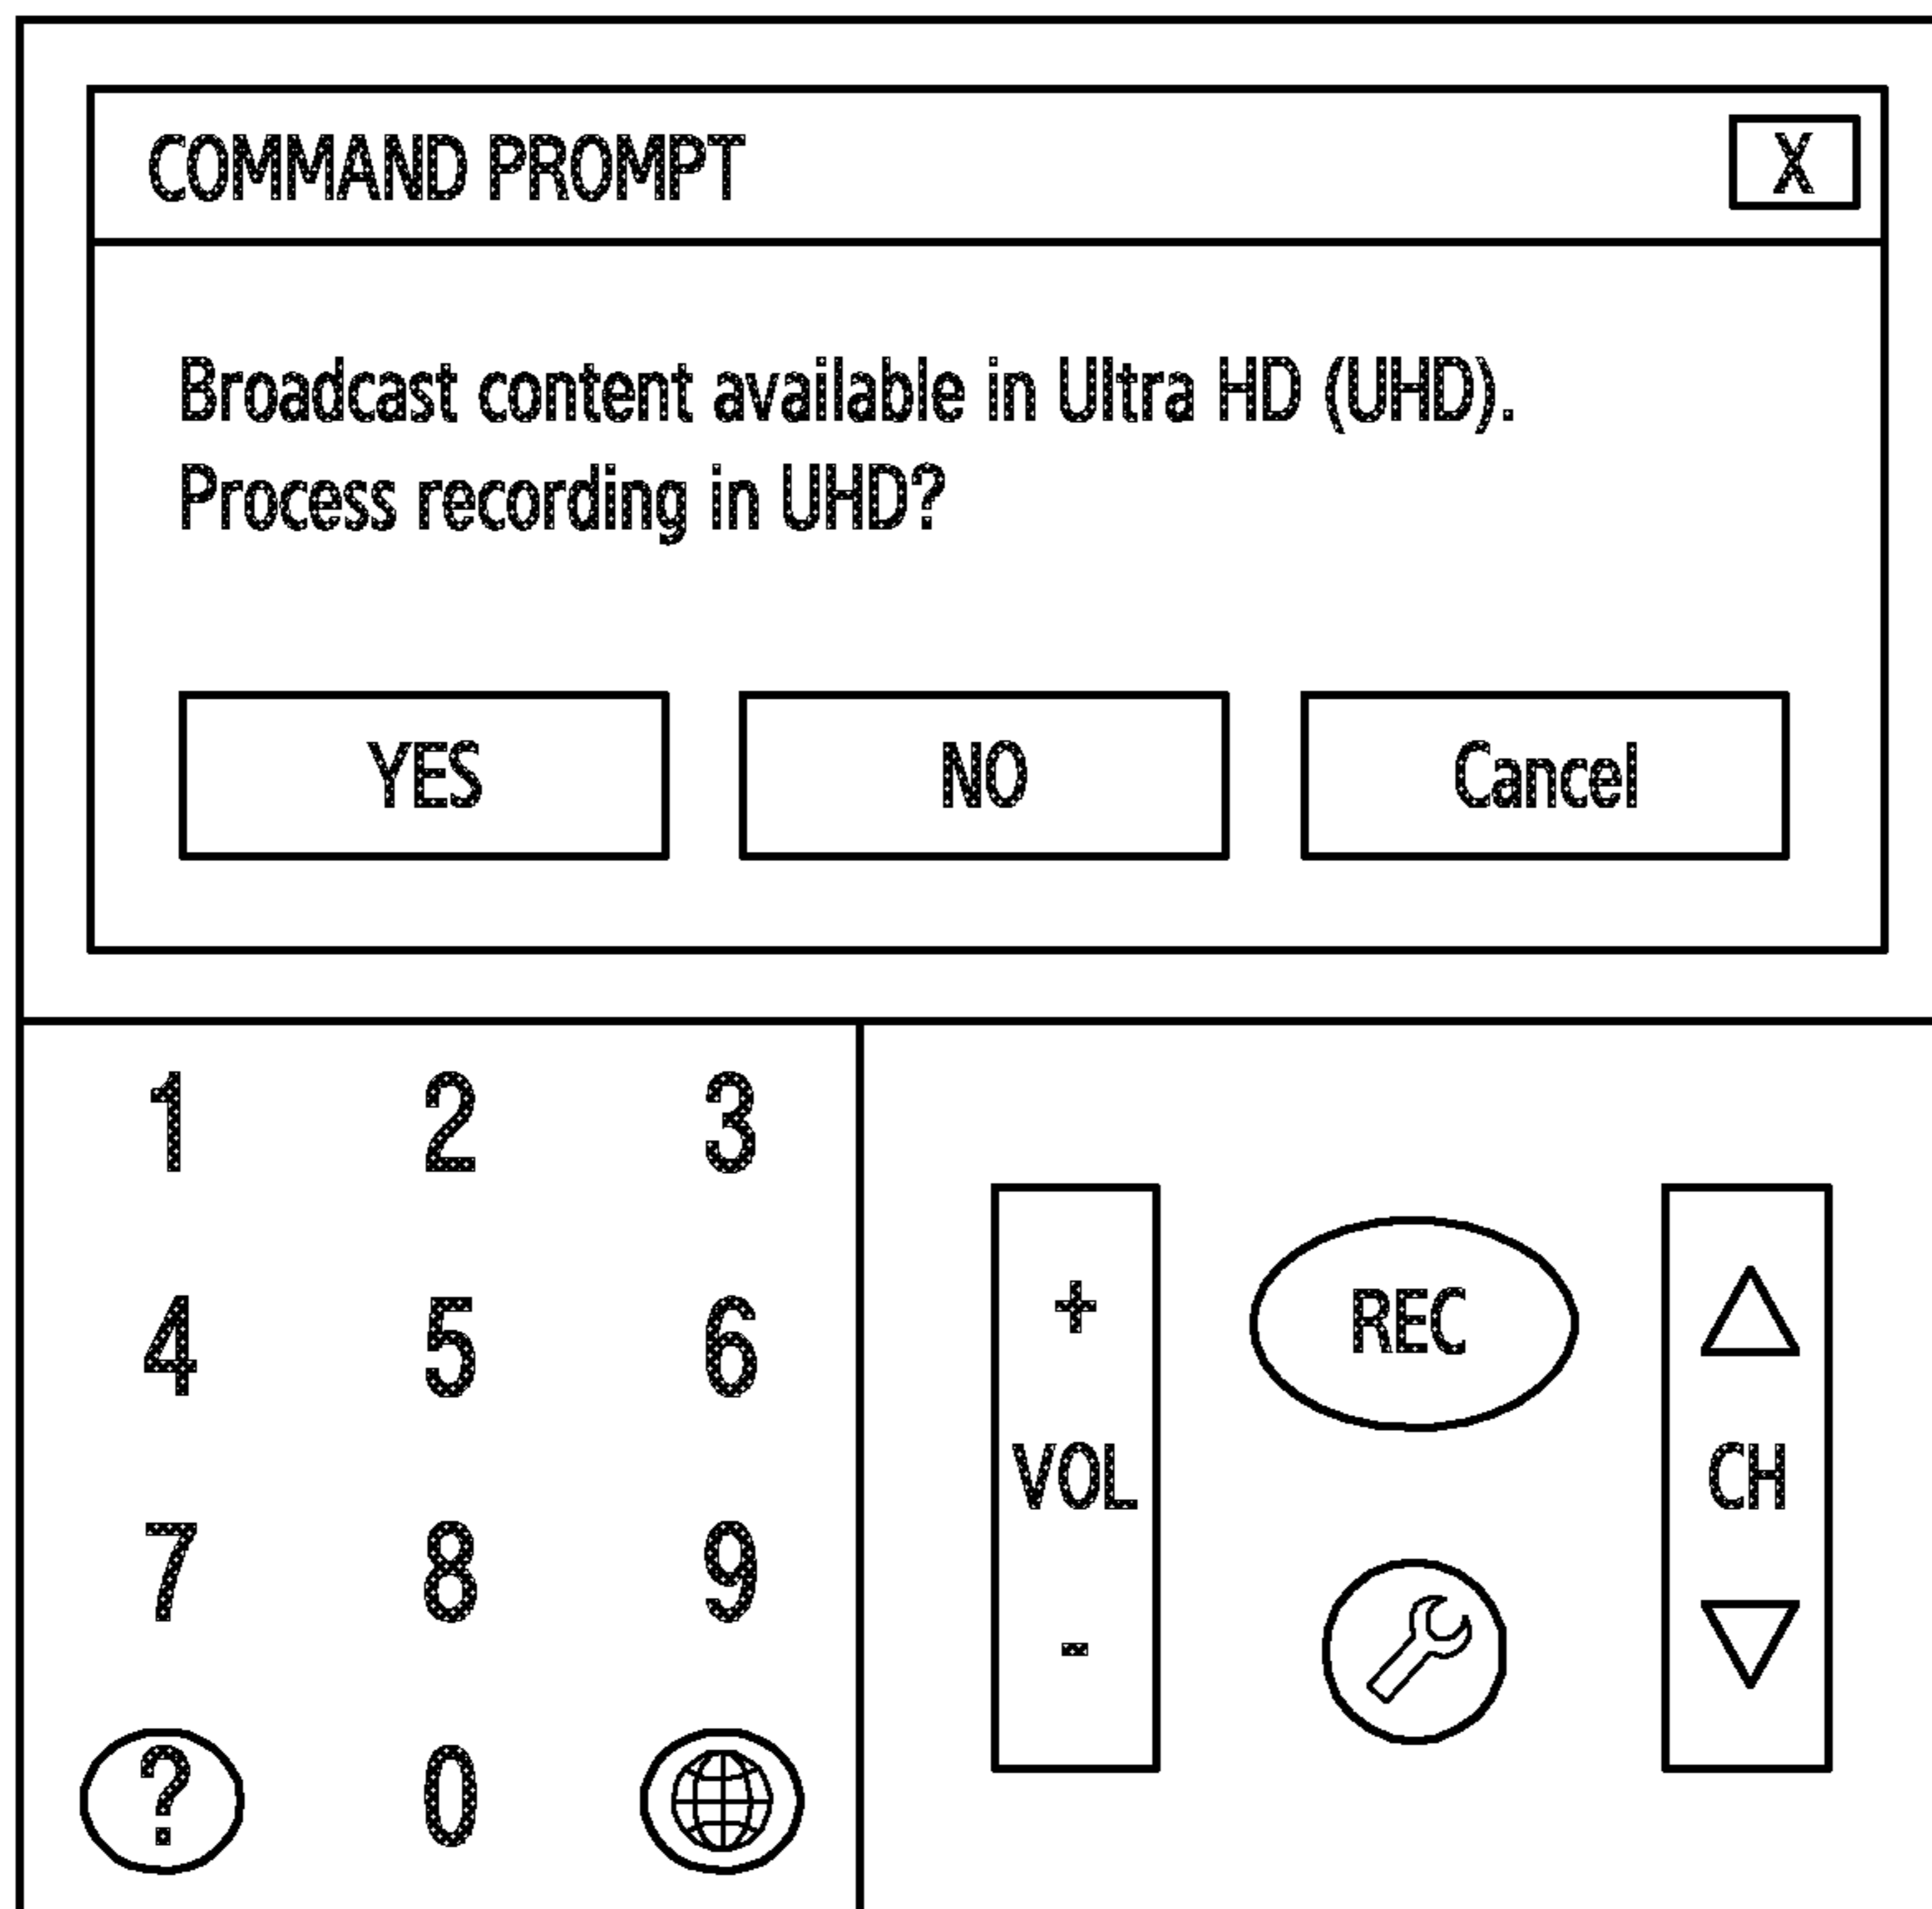 COMMAND PROMPT X
Broadcast content available in Ultra HD (UHD).
Process recording in UHD?
YES NO Cancel
1 2 3
4 5 6
7 8 9
? 0
+
VOL
-
REC
CH